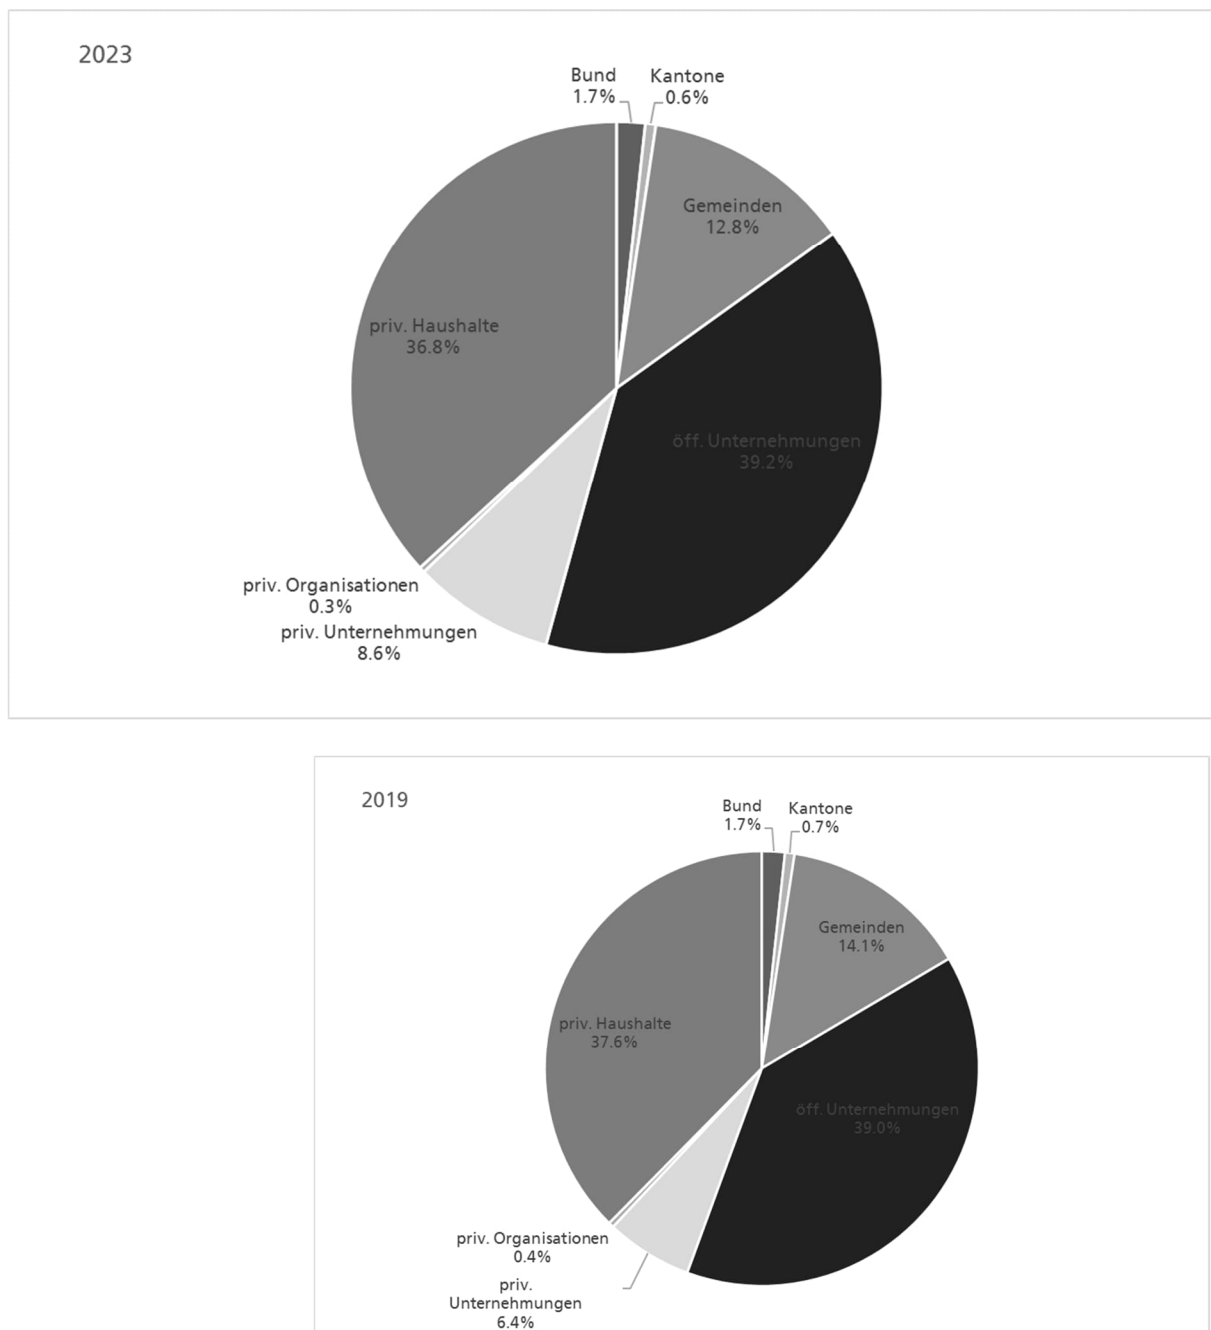 2023
Bund
1.7%
Kantone
0.6%
Gemeinden
12.8%
priv. Haushalte
36.8%
öff. Unternehmungen
39.2%
priv. Organisationen
0.3%
priv. Unternehmungen
8.6%
2019
Bund
1.7%
Kantone
0.7%
Gemeinden
14.1%
priv. Haushalte
37.6%
öff. Unternehmungen
39.0%
priv. Organisationen
0.4%
priv.
Unternehmungen
6.4%